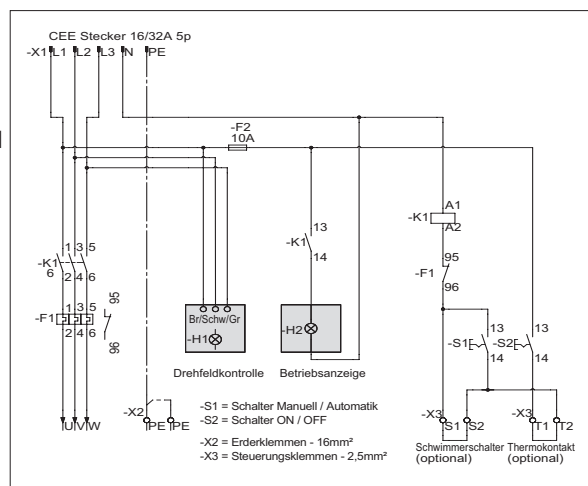 CEE Stecker 16/32A 5p
-X1 L1 L2 L3 N PE
-F2
10A
13
-K1
14
A1
-K1
A2
1 3 5
-K1
6
2 4 6
95
-F1
96
1 3 5
-F1
2 4 6
95
96
Br/Schw/Gr
-H1
-H2
13
-S1
14
13
-S2
14
Drehfeldkontrolle
Betriebsanzeige
U V W
-X2
PE PE
-S1 = Schalter Manuell / Automatik
-S2 = Schalter ON / OFF
-X2 = Erderklemmen - 16mm²
-X3 = Steuerungsklemmen - 2,5mm²
-X3
S1 S2
-X3
T1 T2
Schwimmerschalter
(optional)
Thermokontakt
(optional)